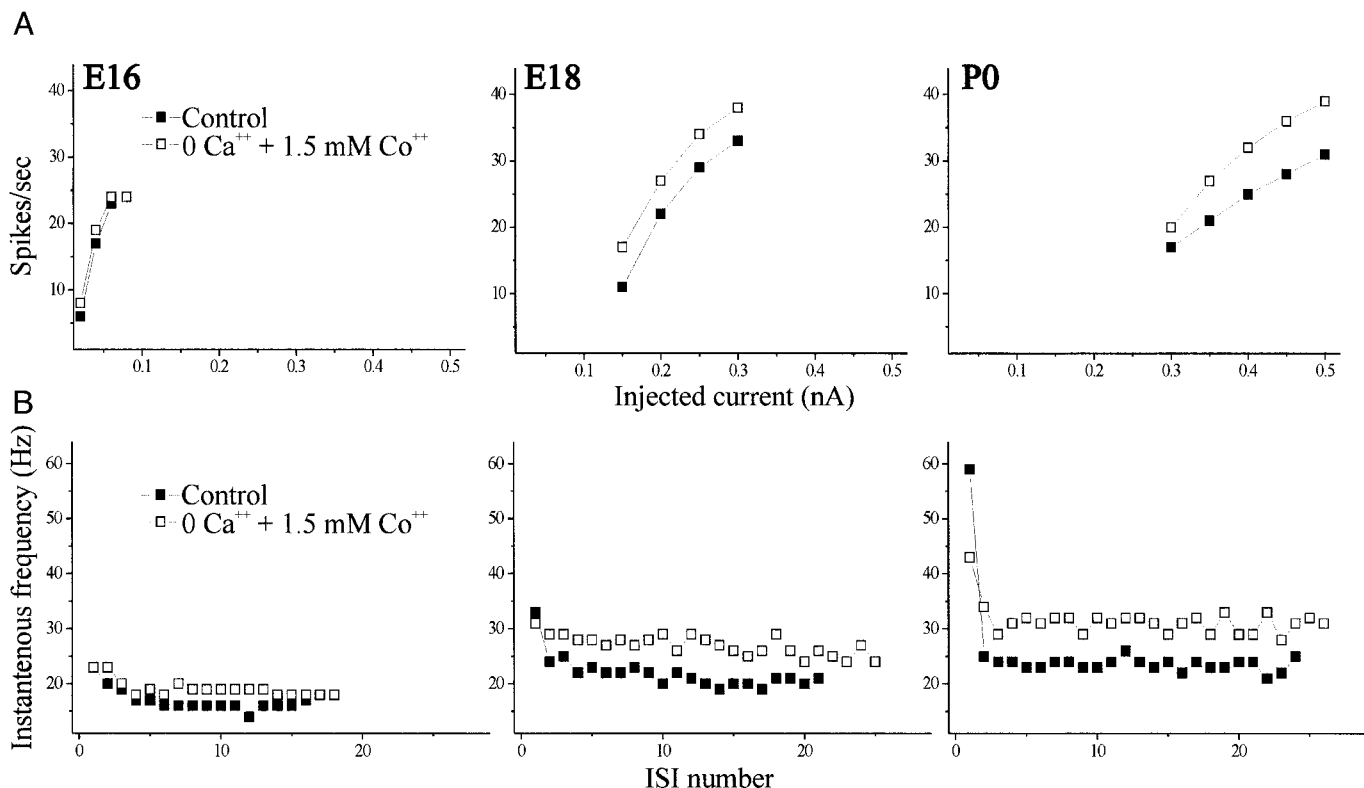 A
E16
E18
P0
Control
0 Ca++ + 1.5 mM Co++
Spikes/sec
40
30
20
10
0.1 0.2 0.3 0.4 0.5
40
30
20
10
0.1 0.2 0.3 0.4 0.5
40
30
20
10
0.1 0.2 0.3 0.4 0.5
Injected current (nA)
B
Control
0 Ca++ + 1.5 mM Co++
Instantenous frequency (Hz)
60
50
40
30
20
0 10 20
60
50
40
30
20
0 10 20
60
50
40
30
20
0 10 20
ISI number